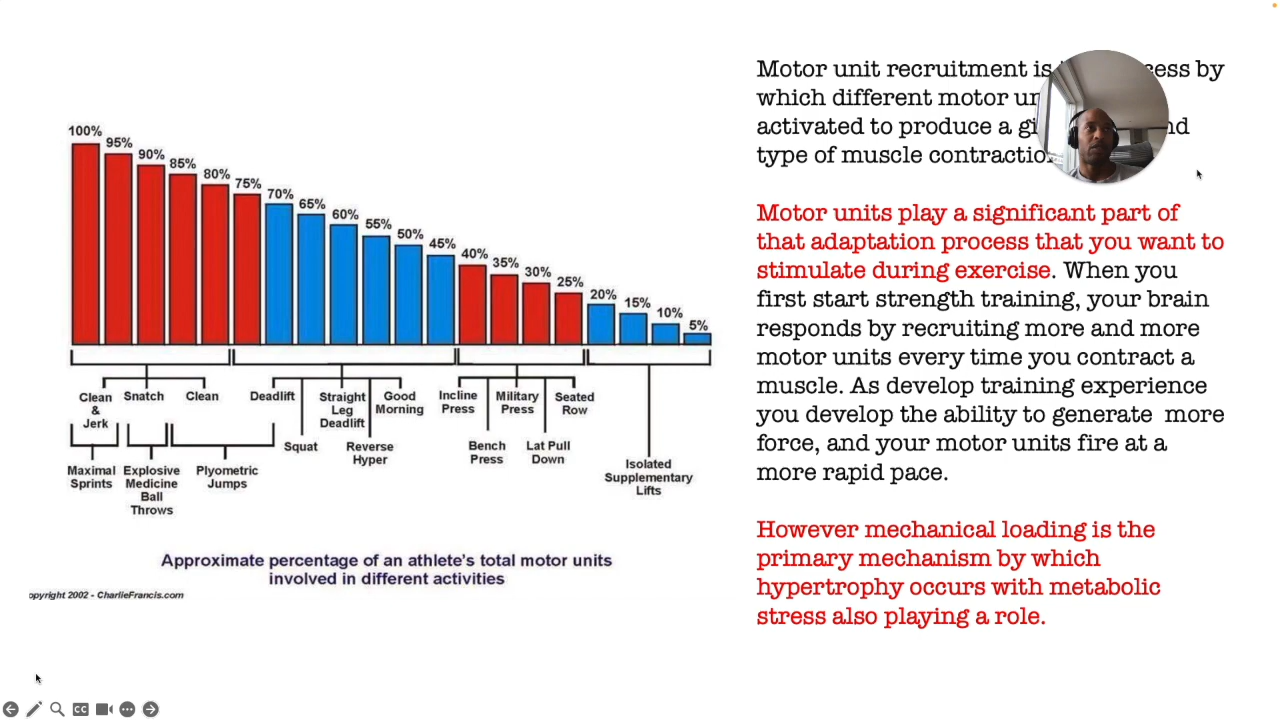 100%
95%
90%
85%
80%
75%
70%
65%
60%
55%
50%
45%
40%
35%
30%
25%
20%
15%
10%
5%
Clean
&
Jerk
Snatch
Clean
Deadlift
Squat
Straight
Leg
Deadlift
Reverse
Hyper
Good
Morning
Incline
Press
Bench
Press
Military
Press
Lat Pull
Down
Seated
Row
Isolated
Supplementary
Lifts
Maximal
Sprints
Explosive
Medicine
Ball
Throws
Plyometric
Jumps
Approximate percentage of an athlete's total motor units
involved in different activities
opyright 2002 - CharlieFrancis.com
Motor unit recruitment is by
which different motor
activated to produce a
type of muscle
Motor units play a significant part of
that adaptation process that you want to
stimulate during exercise. When you
first start strength training, your brain
responds by recruiting more and more
motor units every time you contract a
muscle. As develop training experience
you develop the ability to generate more
force, and your motor units fire at a
more rapid pace.
However mechanical loading is the
primary mechanism by which
hypertrophy occurs with metabolic
stress also playing a role.
CC